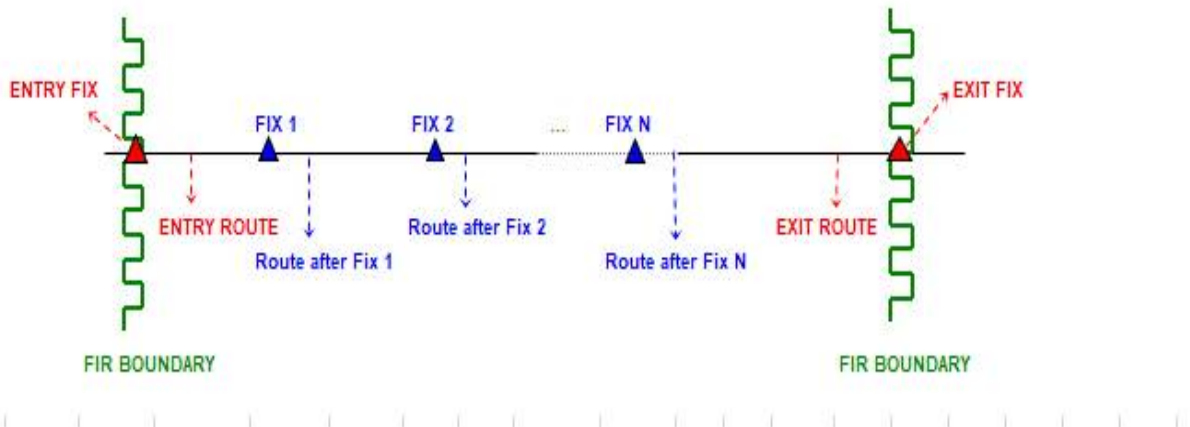 ENTRY FIX
EXIT FIX
FIX 1
FIX 2
...
FIX N
ENTRY ROUTE
Route after Fix 2
EXIT ROUTE
Route after Fix 1
Route after Fix N
FIR BOUNDARY
FIR BOUNDARY